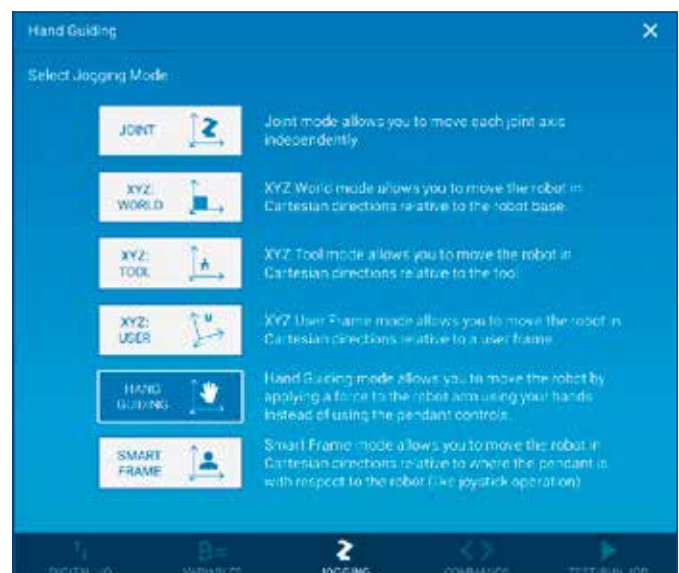 Hand Guiding
Select Jogging Mode
JOINT
Joint mode allows you to move each joint axis
independently
XYZ:
WORLD
XYZ World mode allows you to move the robot in
Cartesian directions relative to the robot base.
XYZ:
TOOL
XYZ Tool mode allows you to move the robot in
Cartesian directions relative to the tool
XYZ:
USER
XYZ User Frame mode allows you to move the robot in
Cartesian directions relative to a user frame
HAND
GUIDING
Hand Guiding mode allows you to move the robot by
applying a force to the robot arm using your hands
instead of using the pendant controls.
SMART
FRAME
Smart Frame mode allows you to move the robot in
Cartesian directions relative to where the pendant is
with respect to the robot (like joystick operation)
DIGITAL I/O
VARIABLES
JOGGING
COMMANDS
TEST/RUN JOB